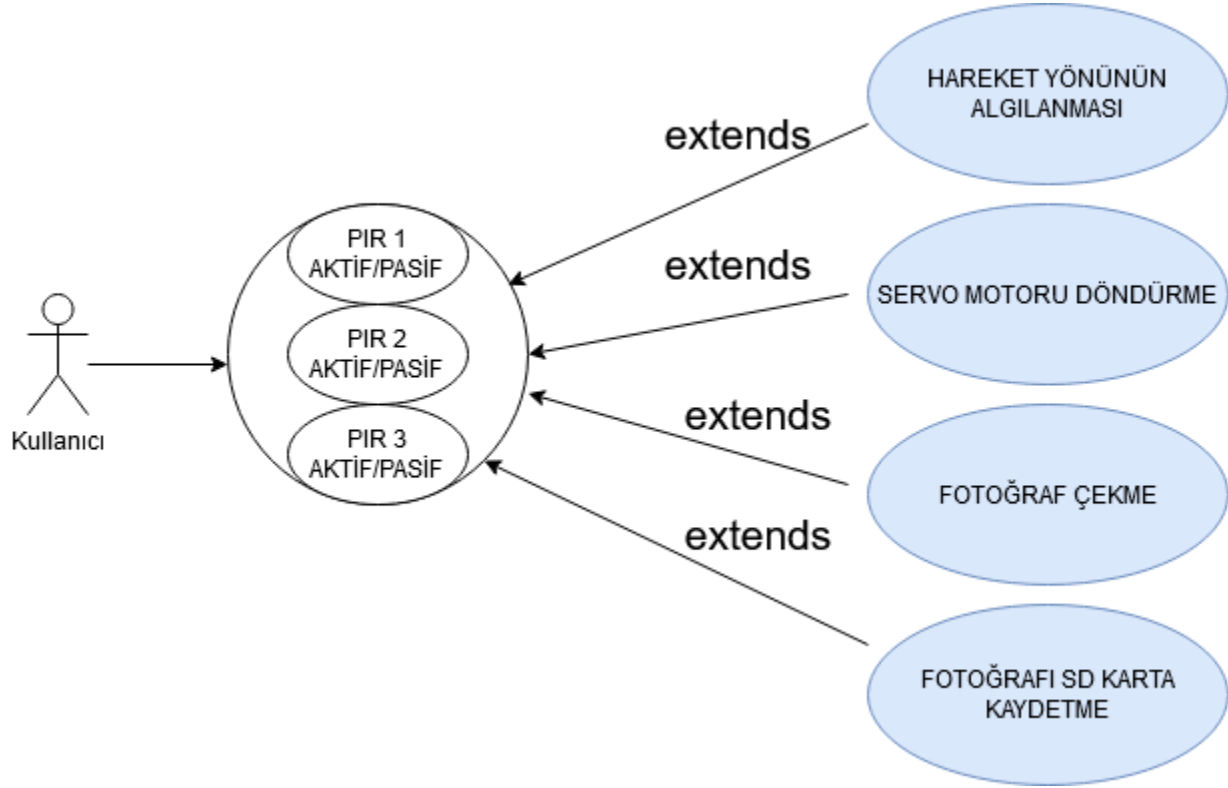 HAREKET YÖNÜNÜN
ALGILANMASI
extends
PIR 1
AKTİF/PASİF
extends
SERVO MOTORU DÖNDÜRME
PIR 2
AKTİF/PASİF
Kullanıcı
extends
PIR 3
AKTİF/PASİF
FOTOĞRAF ÇEKME
extends
FOTOĞRAFI SD KARTA
KAYDETME